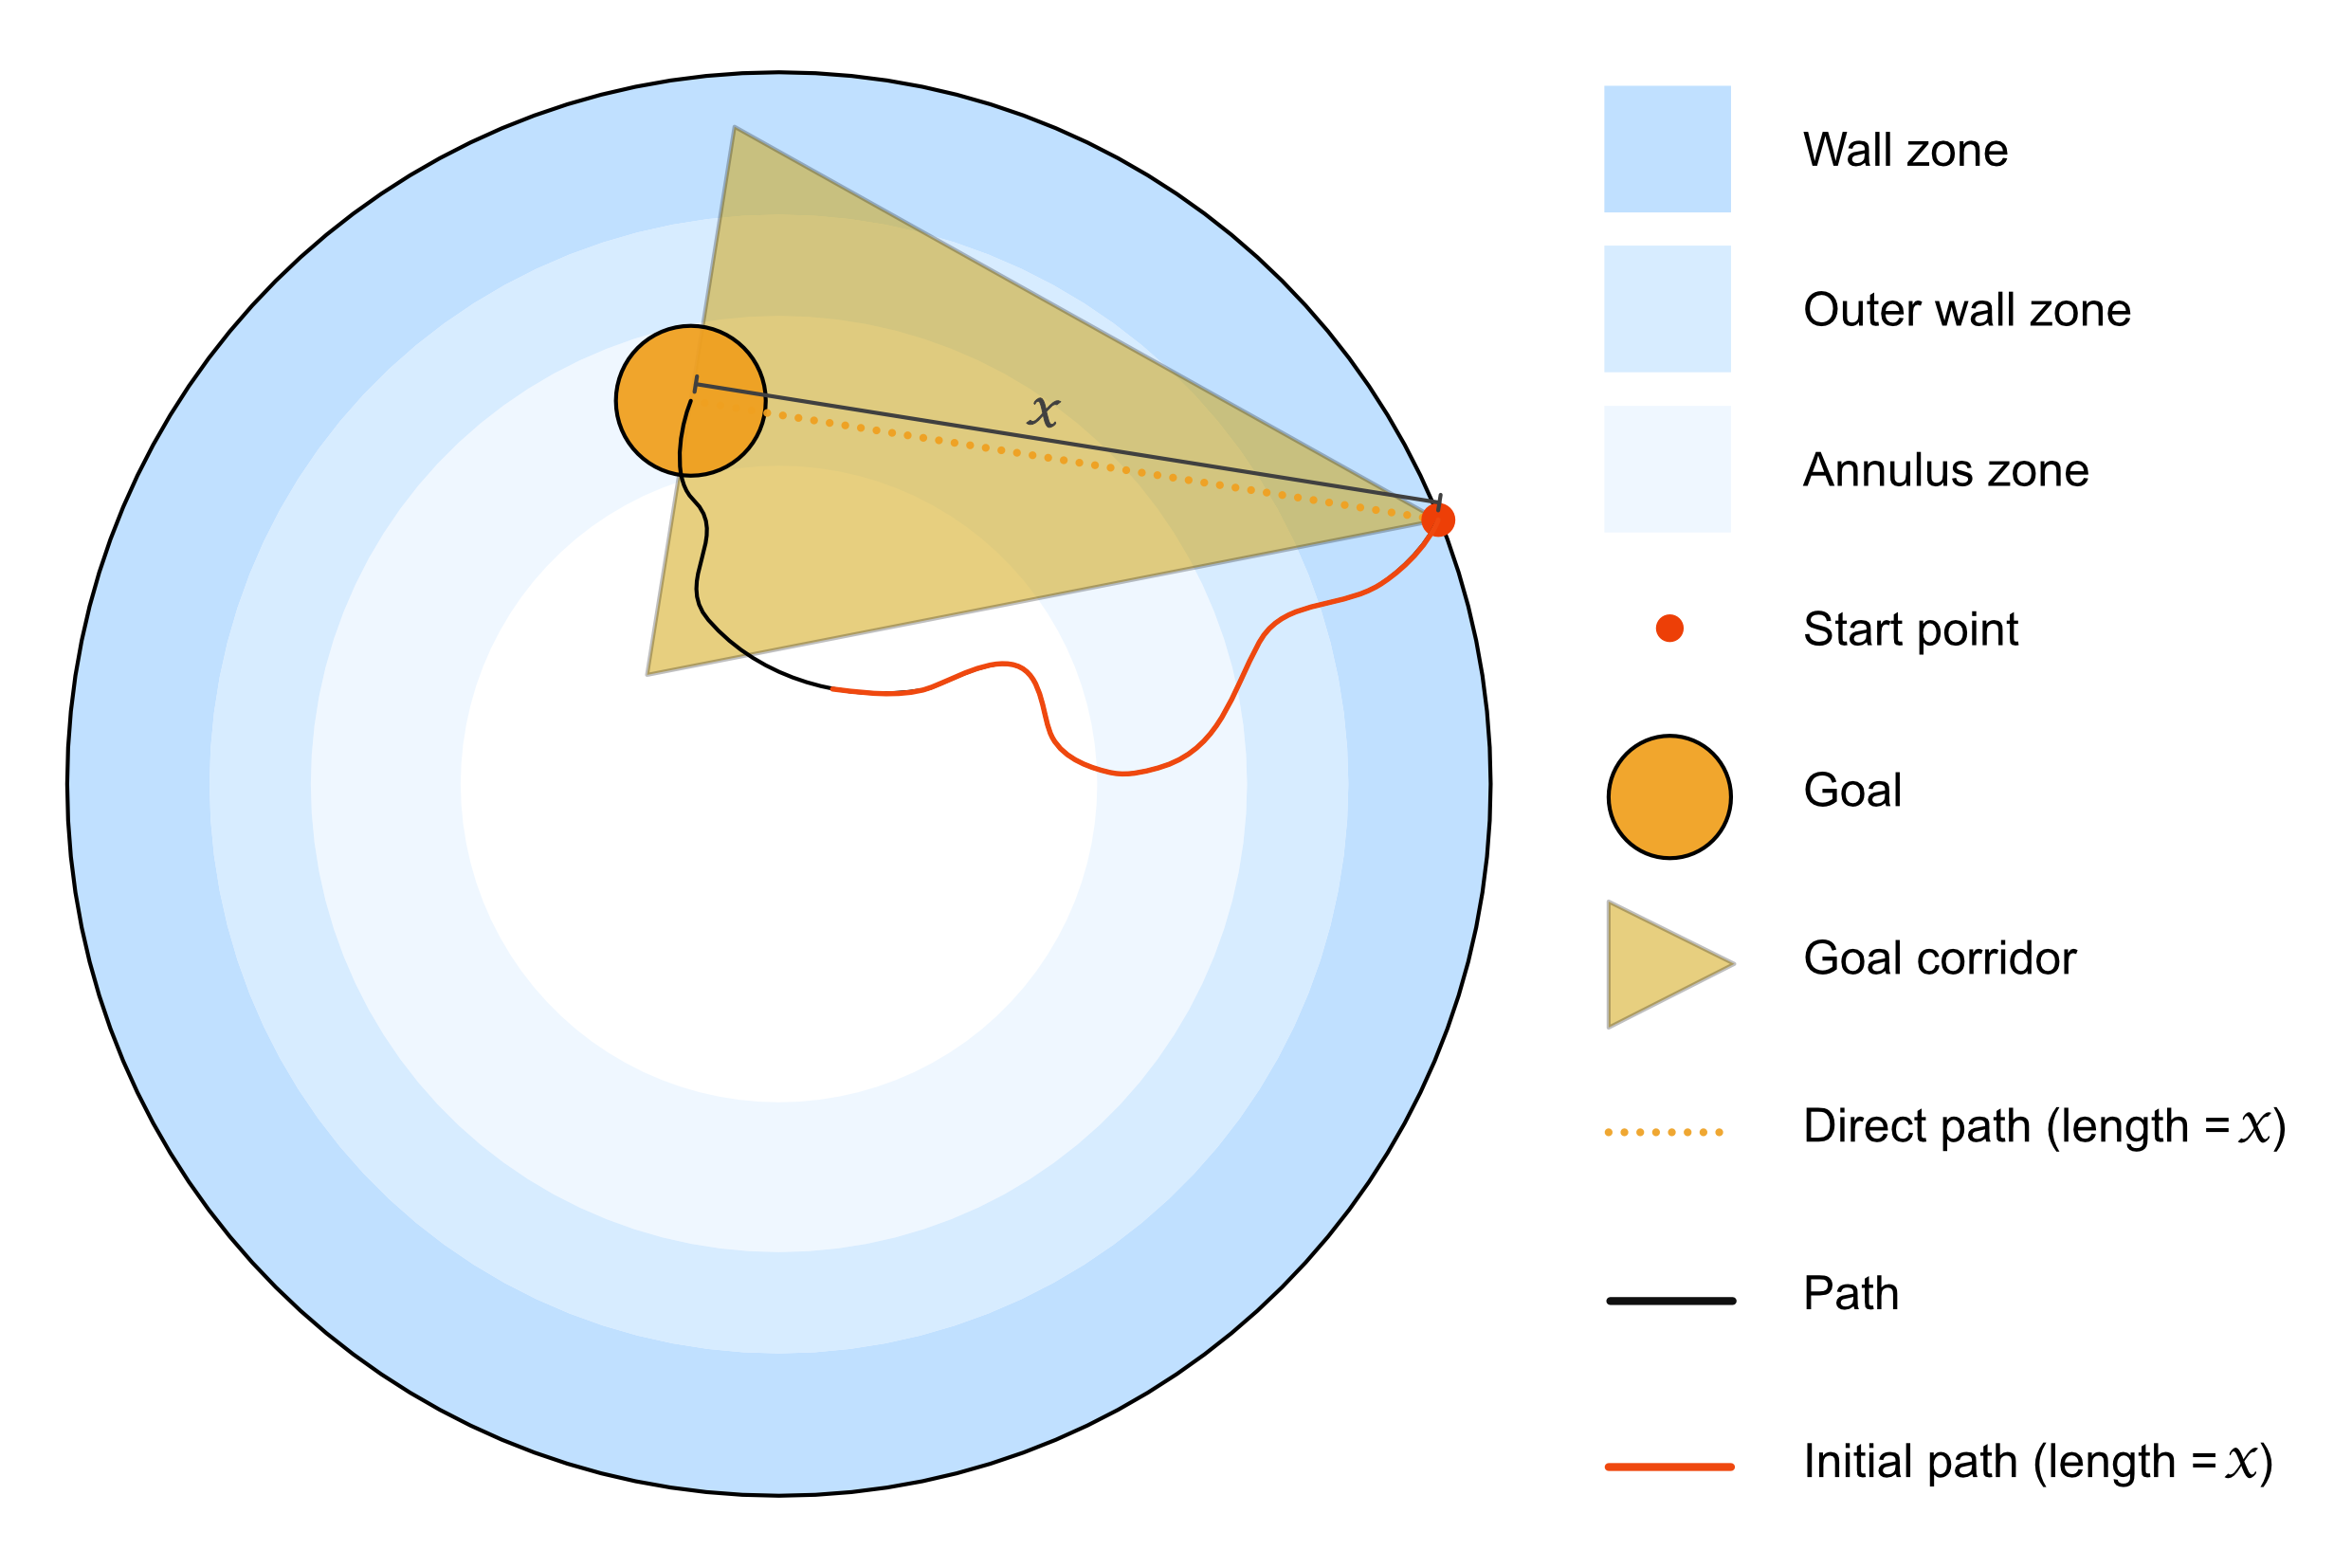 x
Wall zone
Outer wall zone
Annulus zone
Start point
Goal
Goal corridor
Direct path (length = x)
Path
Initial path (length = x)